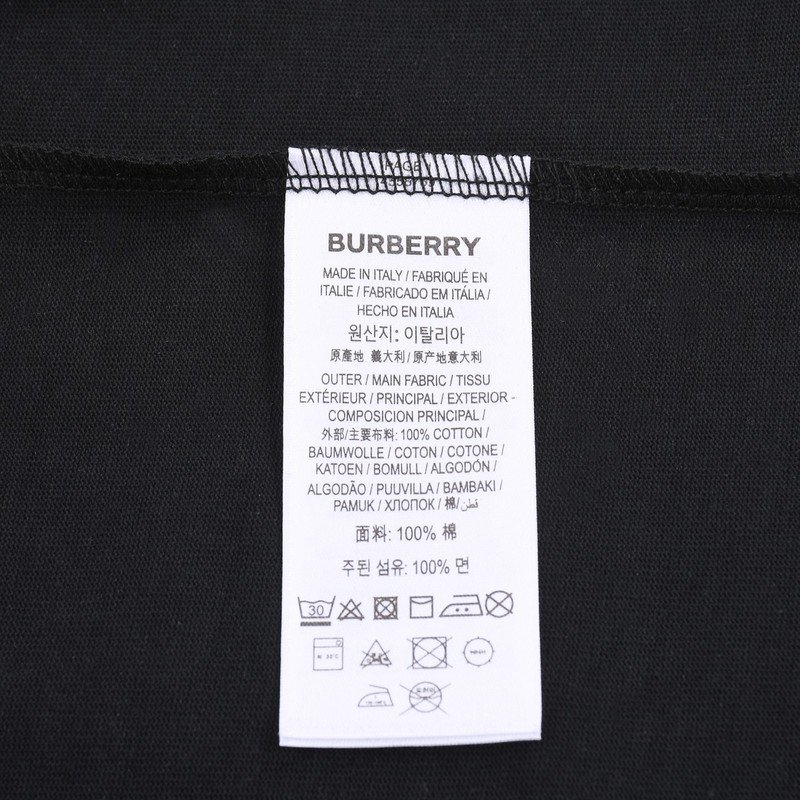 BURBERRY
MADE IN ITALY / FABRIQUÉ EN
ITALIE / FABRICADO EM ITÁLIA /
HECHO EN ITALIA
원산지: 이탈리아
原產地 義大利 / 原产地意大利
OUTER / MAIN FABRIC / TISSU
EXTÉRIEUR / PRINCIPAL / EXTERIOR -
COMPOSICION PRINCIPAL /
外部/主要布料: 100% COTTON /
BAUMWOLLE / COTON / COTONE /
KATOEN / BOMULL / ALGODÓN /
ALGODÃO / PUUVILLA / BAMBAKI /
PAMUK / ХЛОПОК / 棉/ قطن
面料: 100% 棉
주된 섬유: 100% 면
30